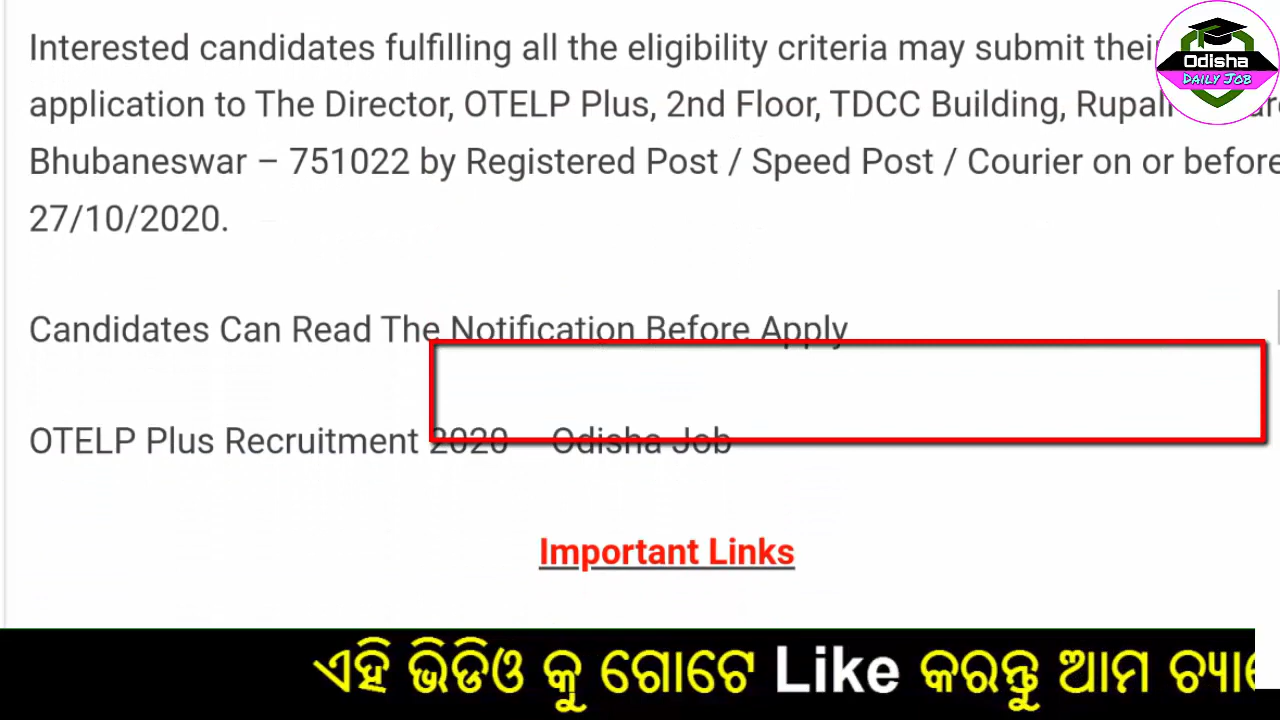 Interested candidates fulfilling all the eligibility criteria may submit their
application to The Director, OTELP Plus, 2nd Floor, TDCC Building, Rupali
Bhubaneswar – 751022 by Registered Post / Speed Post / Courier on or before
27/10/2020.
Candidates Can Read The Notification Before Apply
OTELP Plus Recruitment 2020 Odisha Job
Important Links
ଏହି ଭିଡିଓ କୁ ଗୋଟେ Like କରନ୍ତୁ ଆମ
Odisha
DAILY JOB